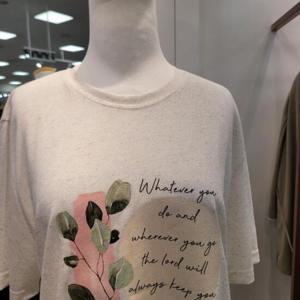 Whatever you
do and
wherever you go
the lord will
always keep you